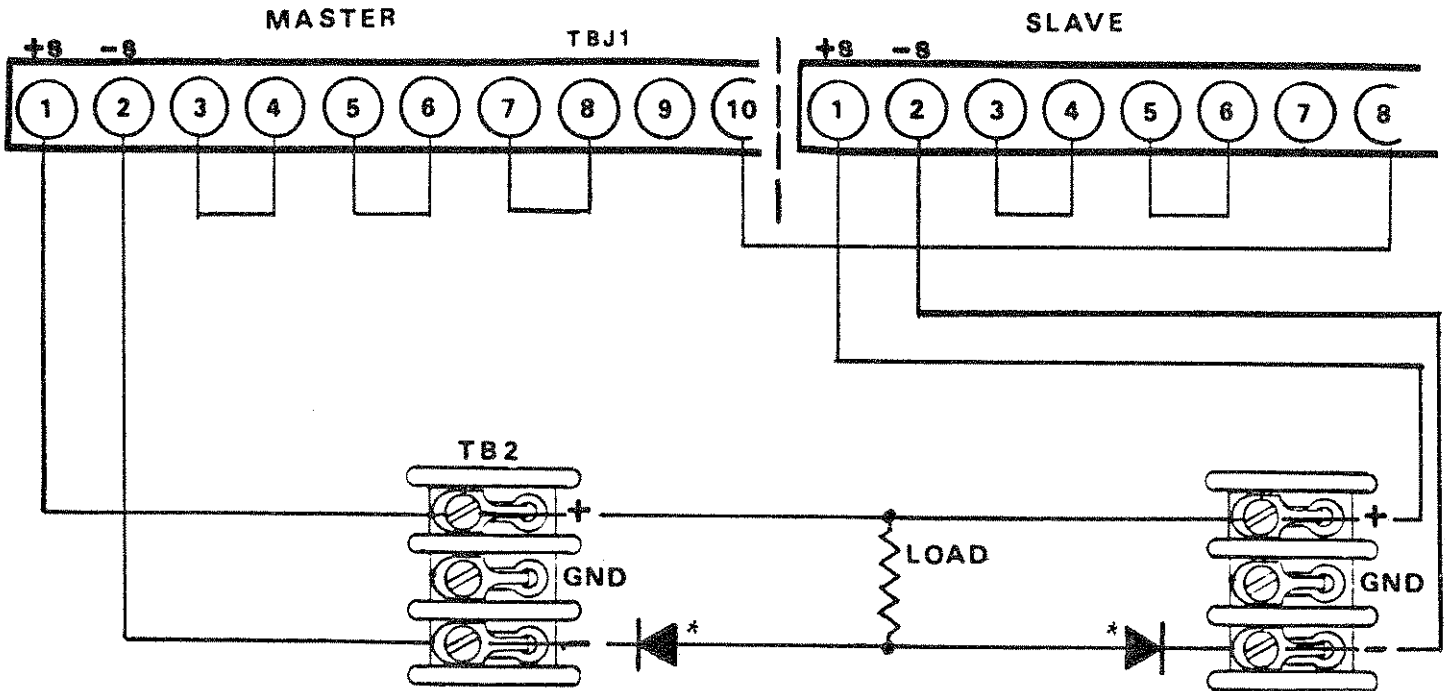 MASTER
SLAVE
+S -S TBJ1
+S -S
1 2 3 4 5 6 7 8 9 10
1 2 3 4 5 6 7 8
TB2
+
LOAD
+
GND
GND
-
*
*
-